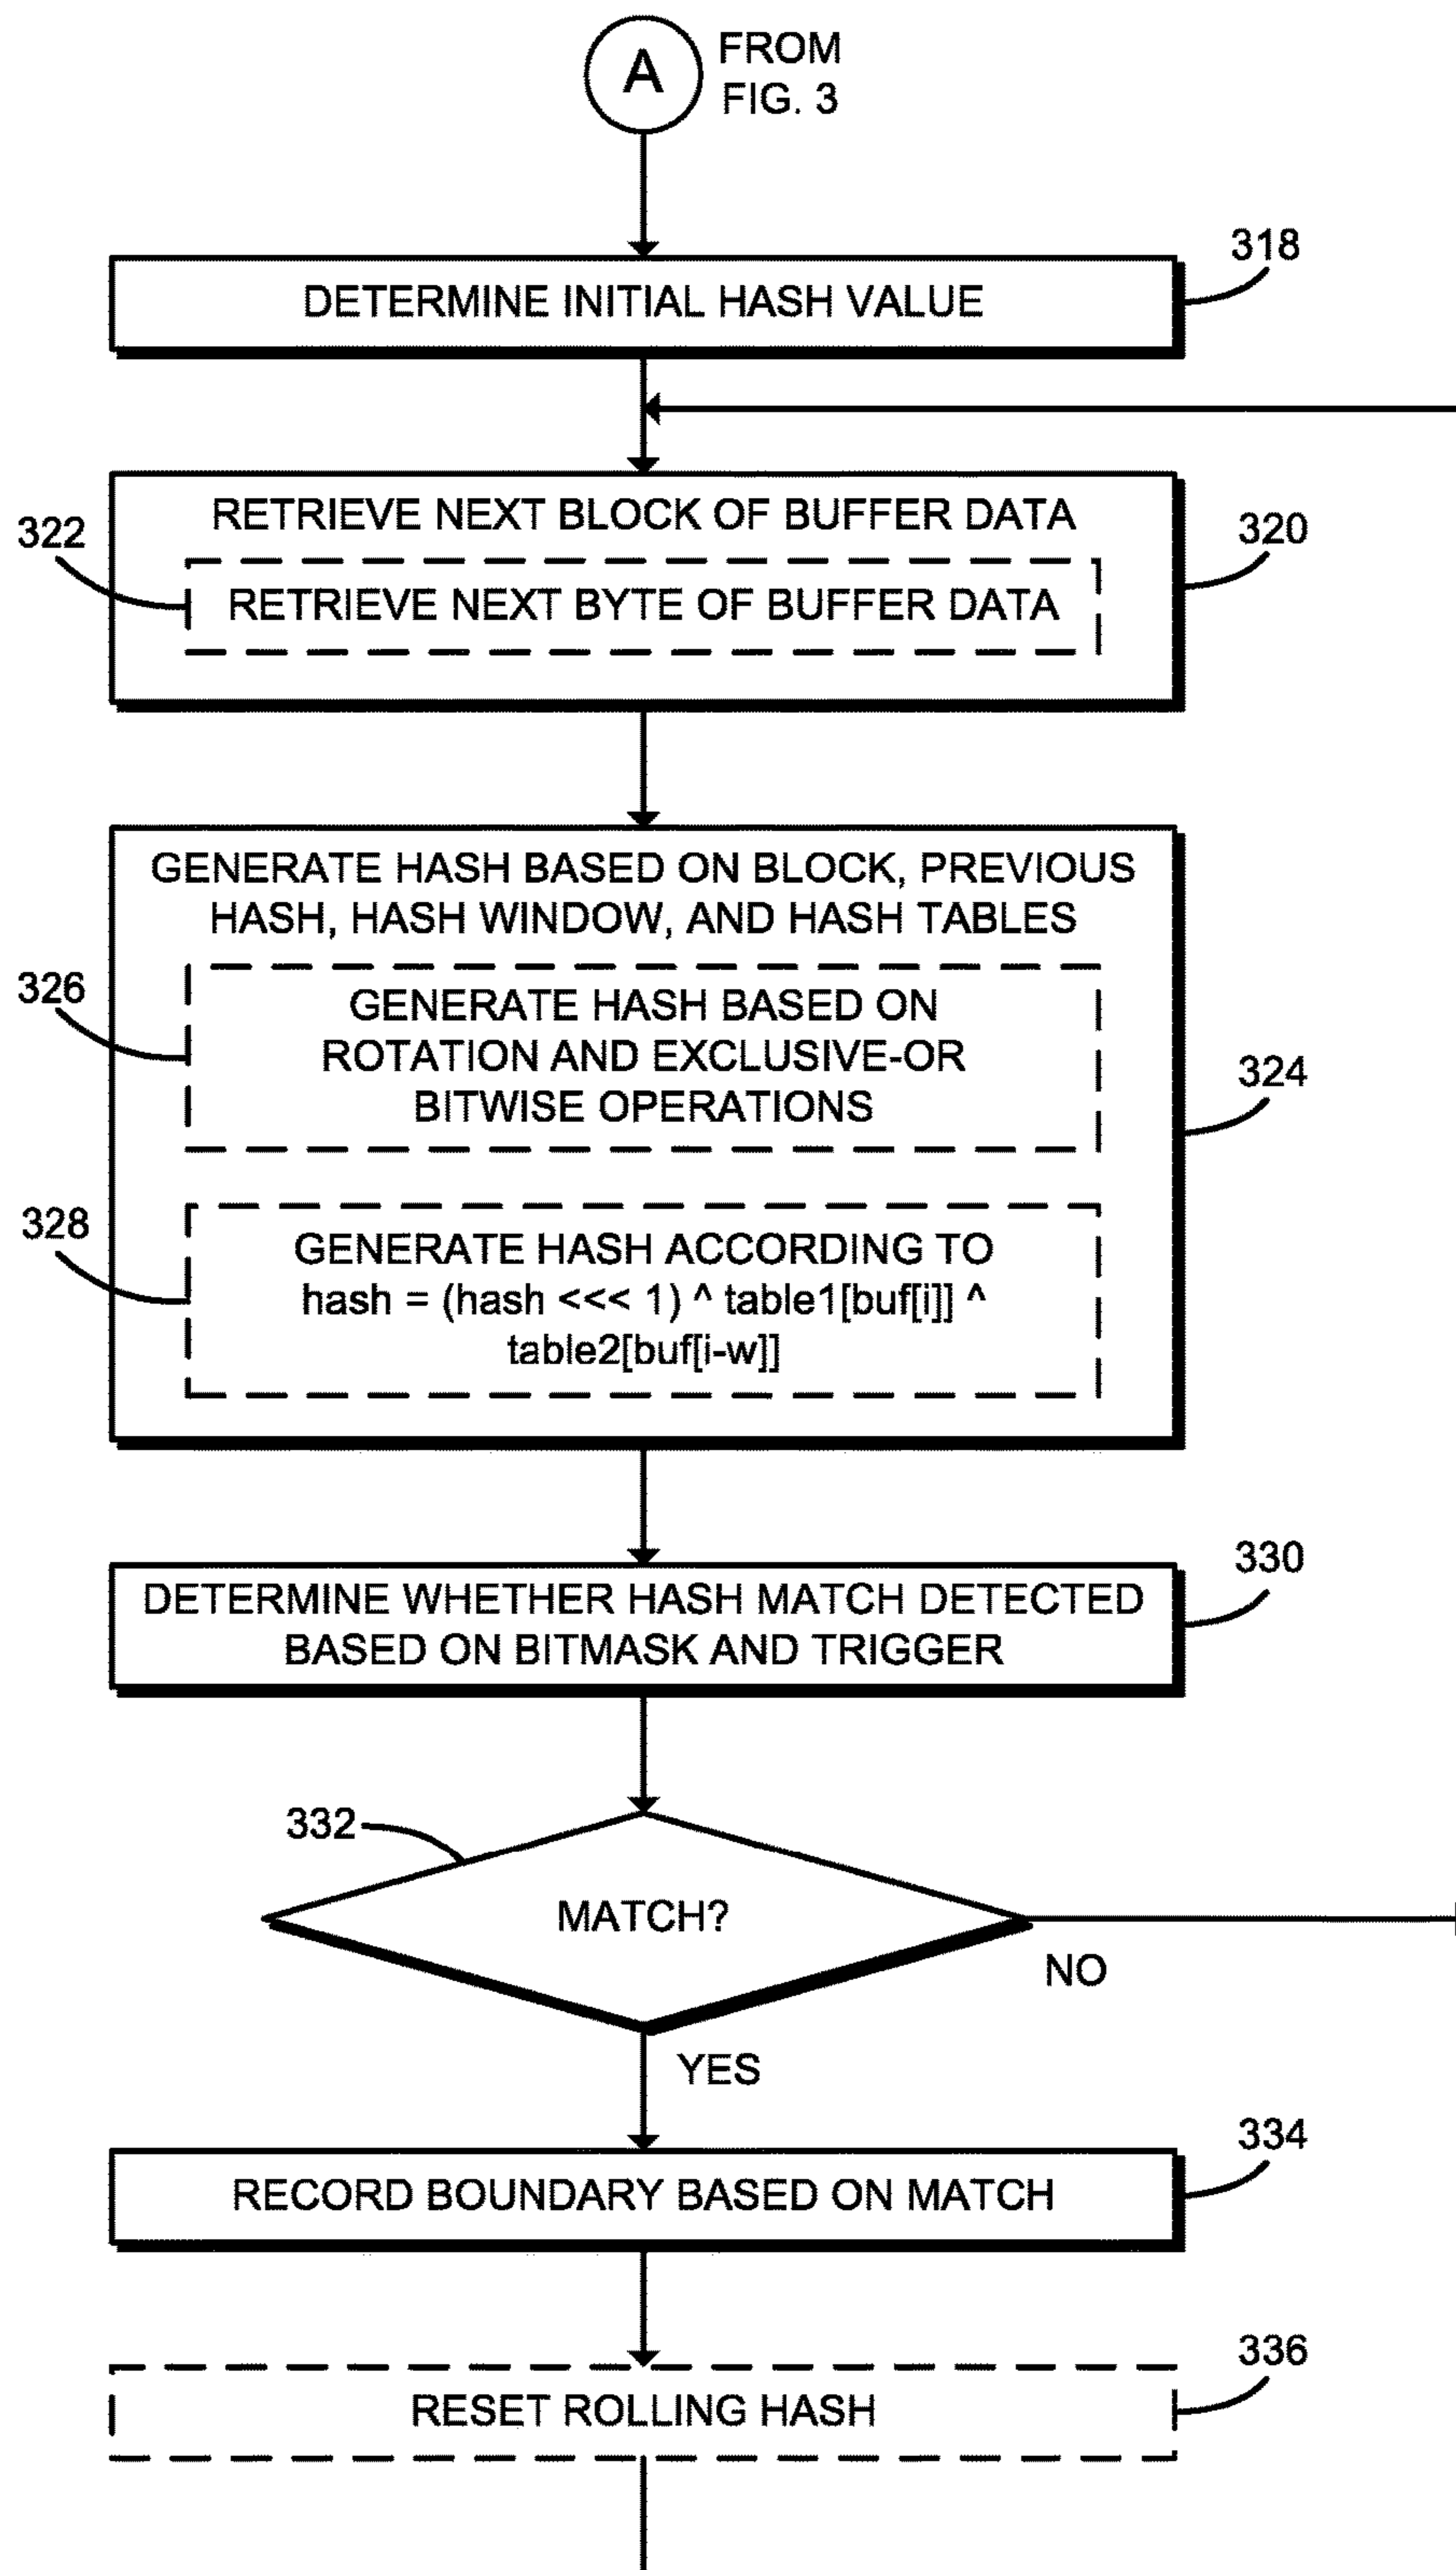 A
FROM
FIG. 3
318
DETERMINE INITIAL HASH VALUE
RETRIEVE NEXT BLOCK OF BUFFER DATA
322
320
RETRIEVE NEXT BYTE OF BUFFER DATA
GENERATE HASH BASED ON BLOCK, PREVIOUS
HASH, HASH WINDOW, AND HASH TABLES
326
GENERATE HASH BASED ON
ROTATION AND EXCLUSIVE-OR
BITWISE OPERATIONS
324
328
GENERATE HASH ACCORDING TO
hash = (hash <<< 1) ^ table1[buf[i]] ^
table2[buf[i-w]]
330
DETERMINE WHETHER HASH MATCH DETECTED
BASED ON BITMASK AND TRIGGER
332
MATCH?
NO
YES
334
RECORD BOUNDARY BASED ON MATCH
336
RESET ROLLING HASH